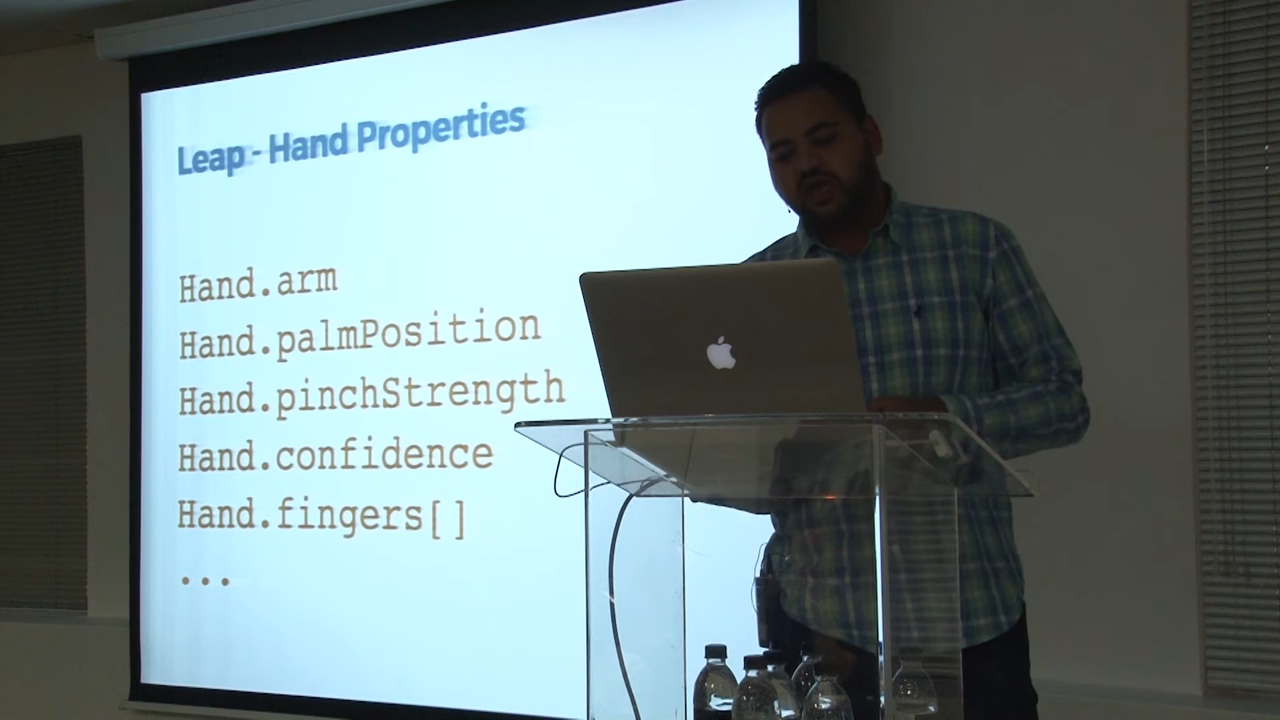 Leap - Hand Properties
Hand.arm
Hand.palmPosition
Hand.pinchStrength
Hand.confidence
Hand.fingers[]
...